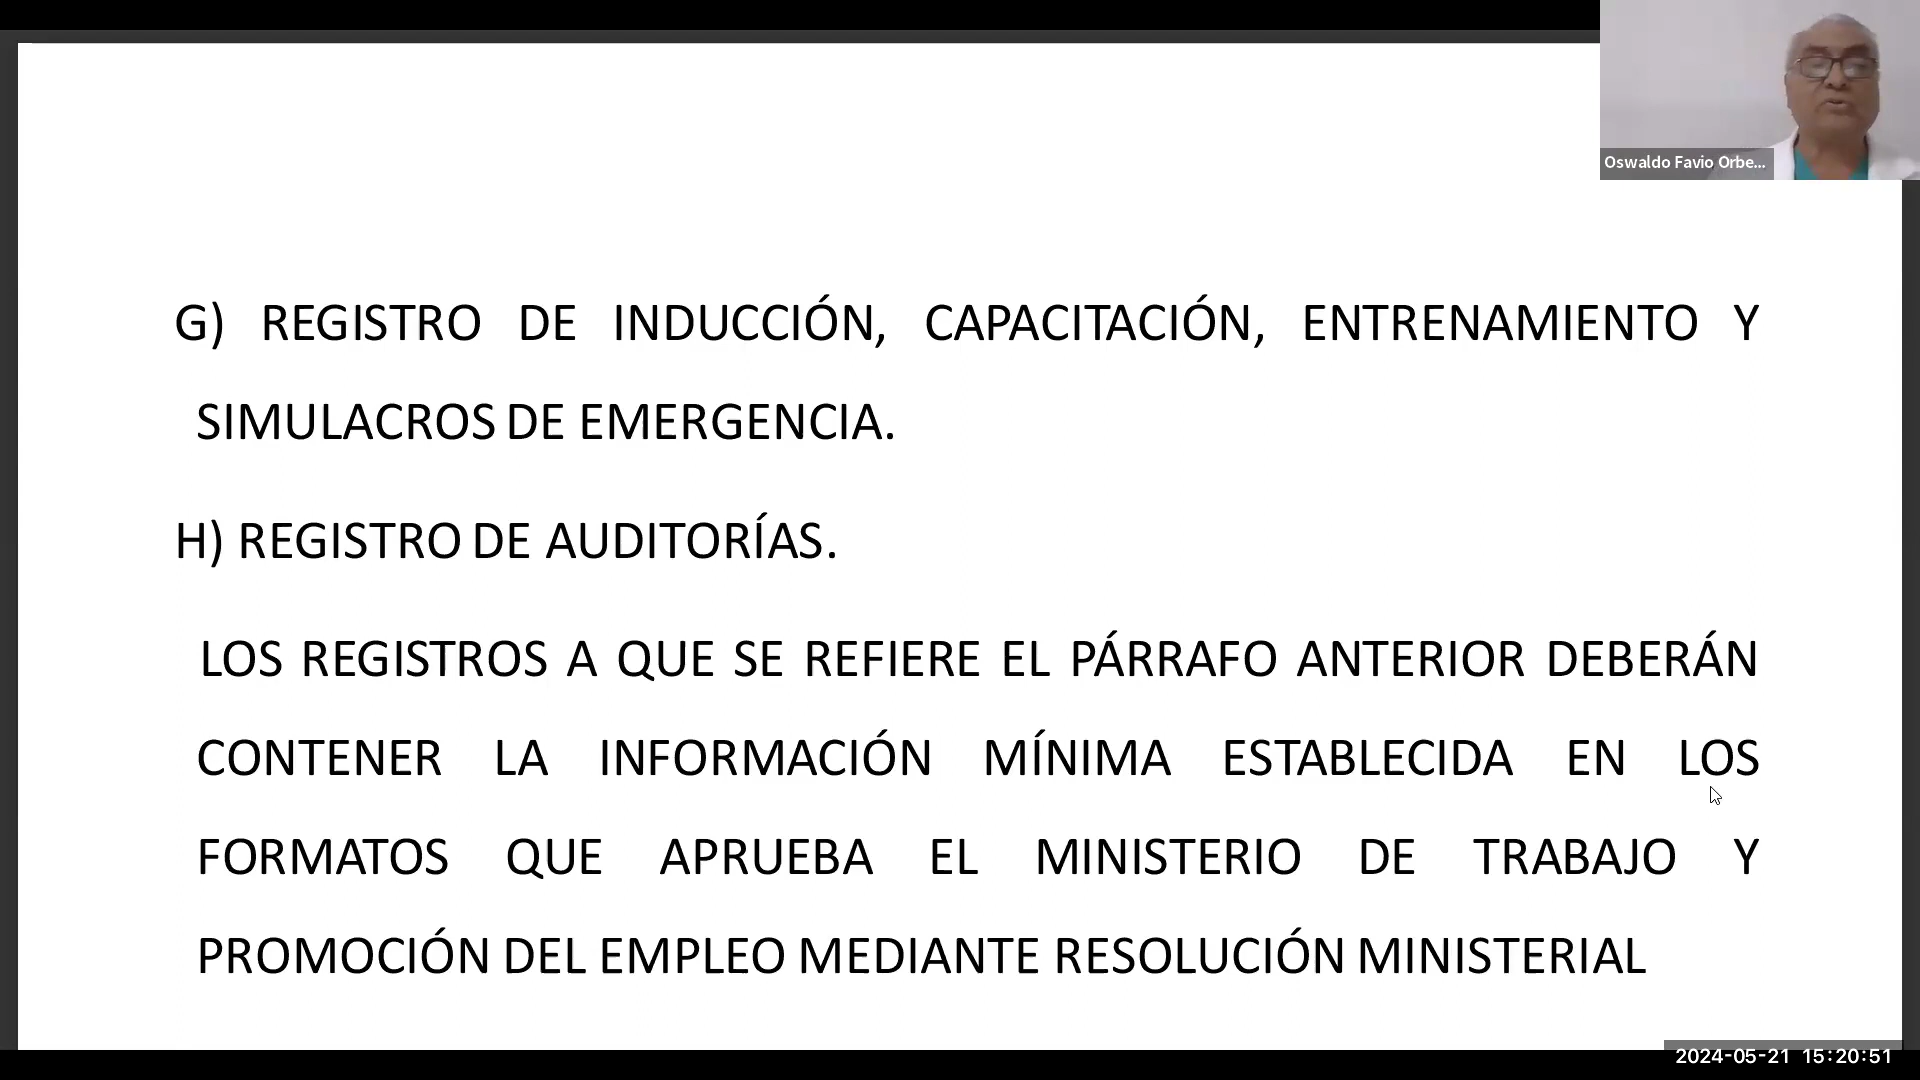 Oswaldo Favio Orbe...
G) REGISTRO DE INDUCCIÓN, CAPACITACIÓN, ENTRENAMIENTO Y
SIMULACROS DE EMERGENCIA.
H) REGISTRO DE AUDITORÍAS.
LOS REGISTROS A QUE SE REFIERE EL PÁRRAFO ANTERIOR DEBERÁN
CONTENER LA INFORMACIÓN MÍNIMA ESTABLECIDA EN LOS
FORMATOS QUE APRUEBA EL MINISTERIO DE TRABAJO Y
PROMOCIÓN DEL EMPLEO MEDIANTE RESOLUCIÓN MINISTERIAL
2024-05-21 15:20:51